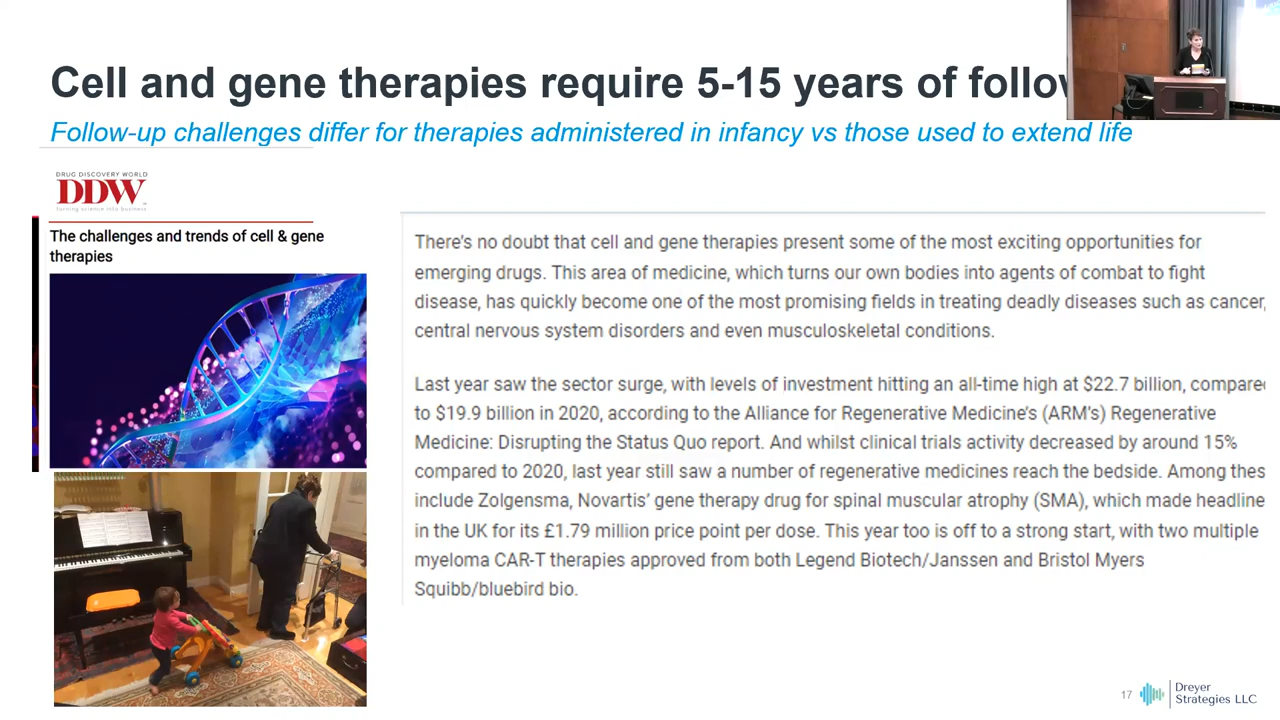 Cell and gene therapies require 5-15 years of follow
Follow-up challenges differ for therapies administered in infancy vs those used to extend life
DRUG DISCOVERY WORLD
DDW
turning science into business
The challenges and trends of cell & gene
therapies
There's no doubt that cell and gene therapies present some of the most exciting opportunities for
emerging drugs. This area of medicine, which turns our own bodies into agents of combat to fight
disease, has quickly become one of the most promising fields in treating deadly diseases such as cancer,
central nervous system disorders and even musculoskeletal conditions.
Last year saw the sector surge, with levels of investment hitting an all-time high at $22.7 billion, compare
to $19.9 billion in 2020, according to the Alliance for Regenerative Medicine's (ARM's) Regenerative
Medicine: Disrupting the Status Quo report. And whilst clinical trials activity decreased by around 15%
compared to 2020, last year still saw a number of regenerative medicines reach the bedside. Among thes
include Zolgensma, Novartis' gene therapy drug for spinal muscular atrophy (SMA), which made headline
in the UK for its £1.79 million price point per dose. This year too is off to a strong start, with two multiple
myeloma CAR-T therapies approved from both Legend Biotech/Janssen and Bristol Myers
Squibb/bluebird bio.
17
Dreyer
Strategies LLC